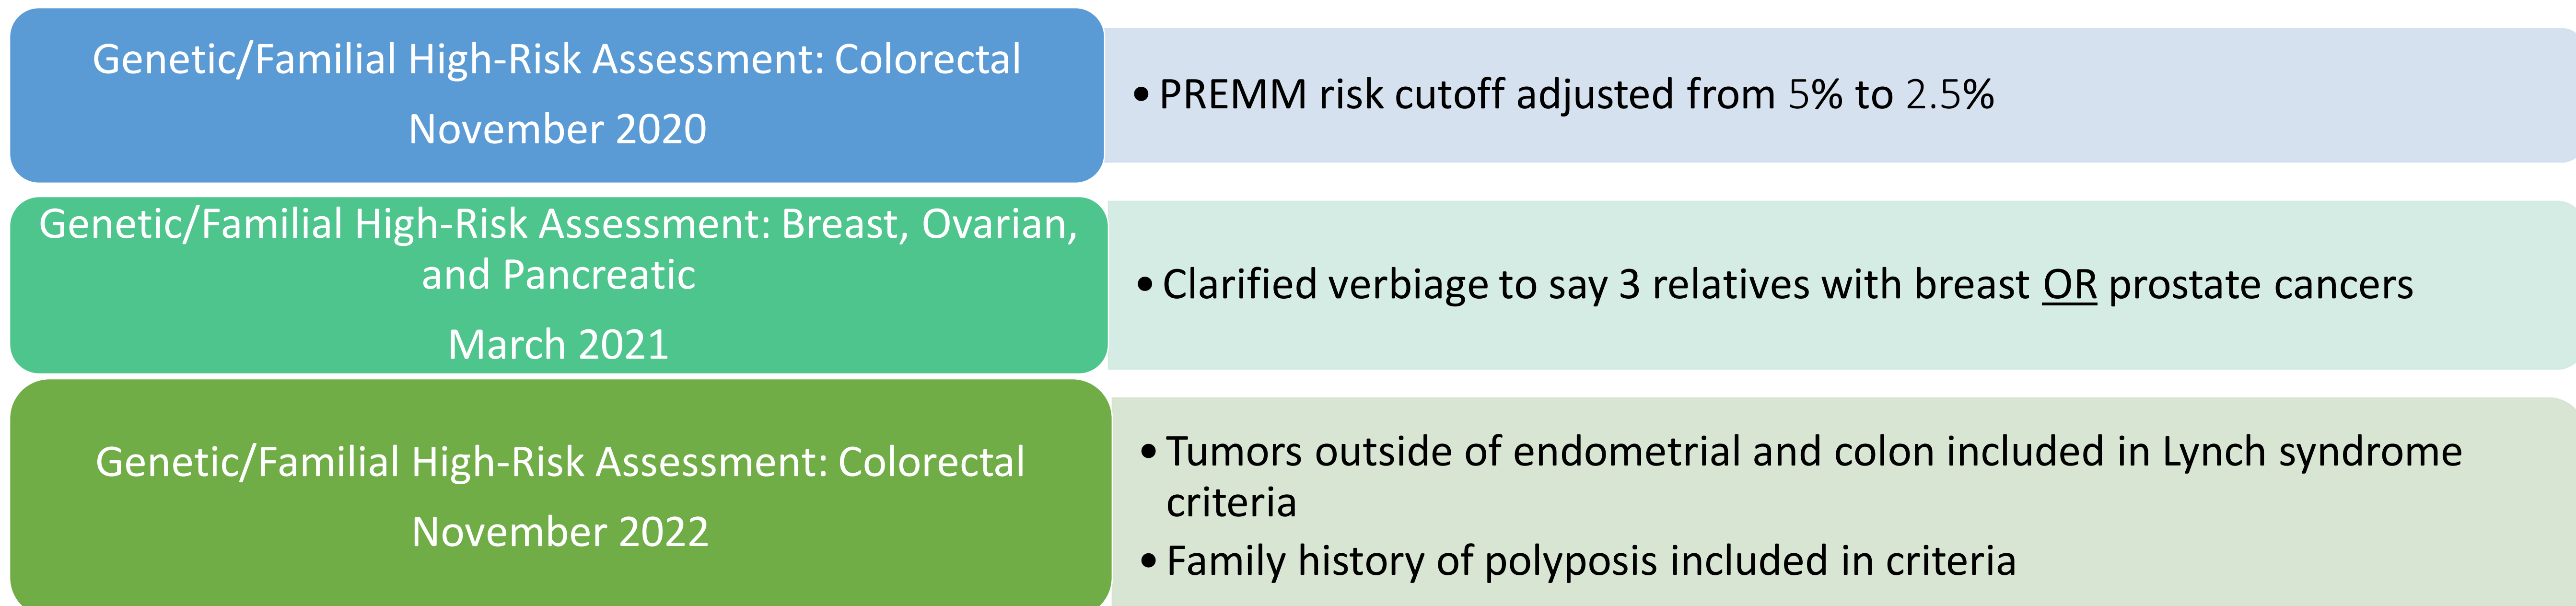 Genetic/Familial High-Risk Assessment: Colorectal
November 2020
• PREMM risk cutoff adjusted from 5% to 2.5%
Genetic/Familial High-Risk Assessment: Breast, Ovarian,
and Pancreatic
March 2021
• Clarified verbiage to say 3 relatives with breast OR prostate cancers
Genetic/Familial High-Risk Assessment: Colorectal
November 2022
• Tumors outside of endometrial and colon included in Lynch syndrome
criteria
• Family history of polyposis included in criteria